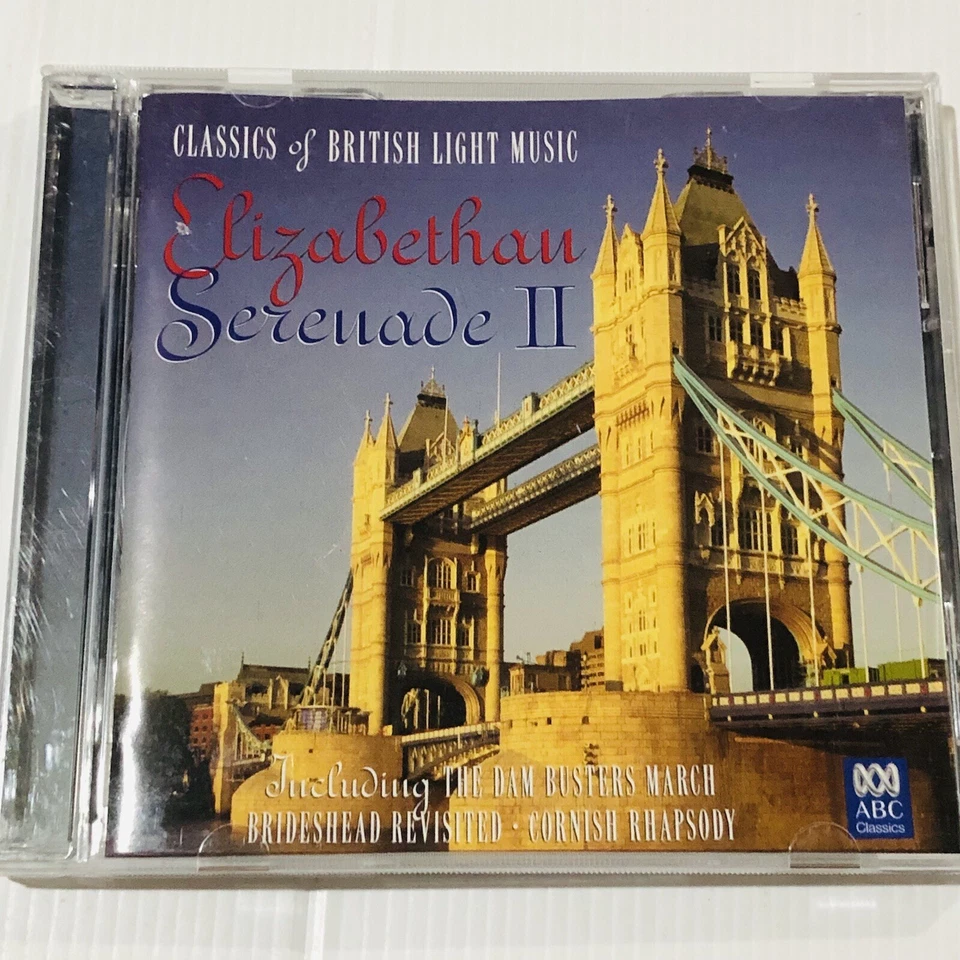 CLASSICS of BRITISH LIGHT MUSIC
Elizabethan
Serenade II
Including THE DAM BUSTERS MARCH
BRIDESHEAD REVISITED · CORNISH RHAPSODY
ABC
Classics